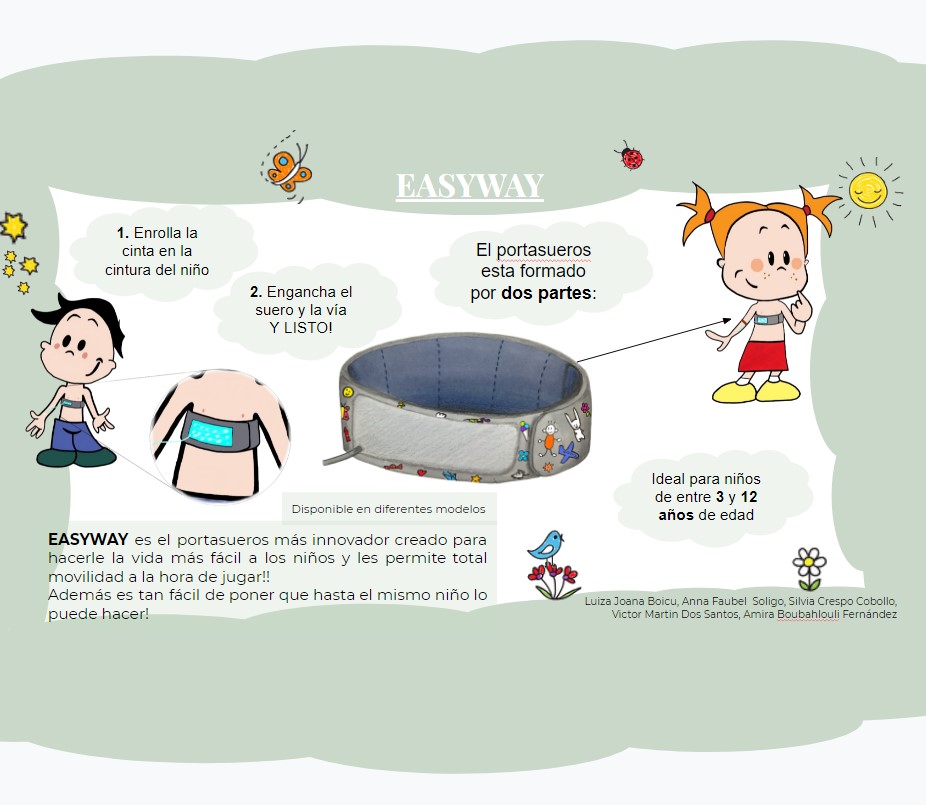 EASYWAY
1. Enrolla la
cinta en la
cintura del niño
2. Engancha el
suero y la vía
Y LISTO!
El portasueros
esta formado
por dos partes:
Ideal para niños
de entre 3 y 12
años de edad
Disponible en diferentes modelos
EASYWAY es el portasueros más innovador creado para
hacerle la vida más fácil a los niños y les permite total
movilidad a la hora de jugar!!
Además es tan fácil de poner que hasta el mismo niño lo
puede hacer!
Luiza Joana Boicu, Anna Faubel Soligo, Silvia Crespo Cobollo,
Victor Martin Dos Santos, Amira Boubahlouli Fernández